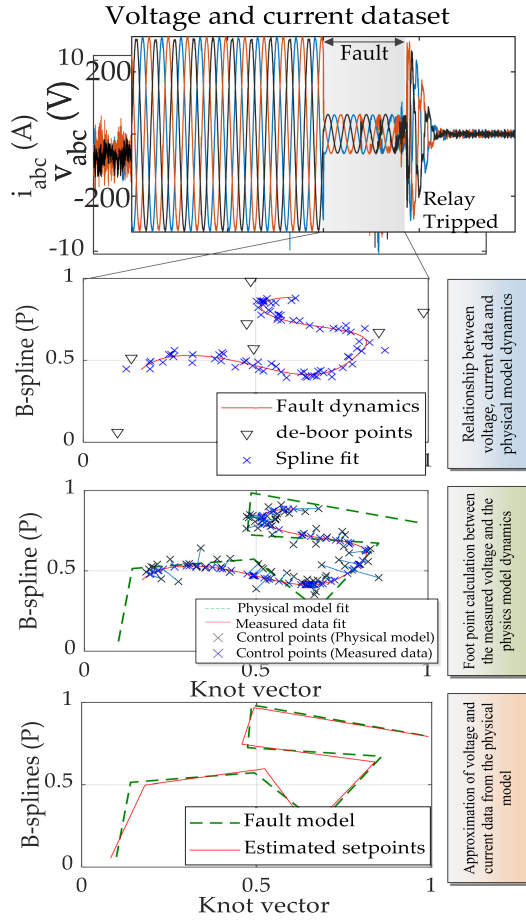 Voltage and current dataset
i_abc (A)
v_abc (V)
10
200
0
-200
-10
Fault
Relay
Tripped
B-spline (P)
1
0.5
0
0
0.5
1
Fault dynamics
de-boor points
Spline fit
Relationship between
voltage, current data and
physical model dynamics
B-spline (P)
1
0.5
0
0
0.5
1
Physical model fit
Measured data fit
Control points (Physical model)
Control points (Measured data)
Knot vector
Foot point calculation between
the measured voltage and the
physics model dynamics
B-splines (P)
1
0.5
0
0
0.5
1
Fault model
Estimated setpoints
Knot vector
Approximation of voltage and
current data from the physical
model